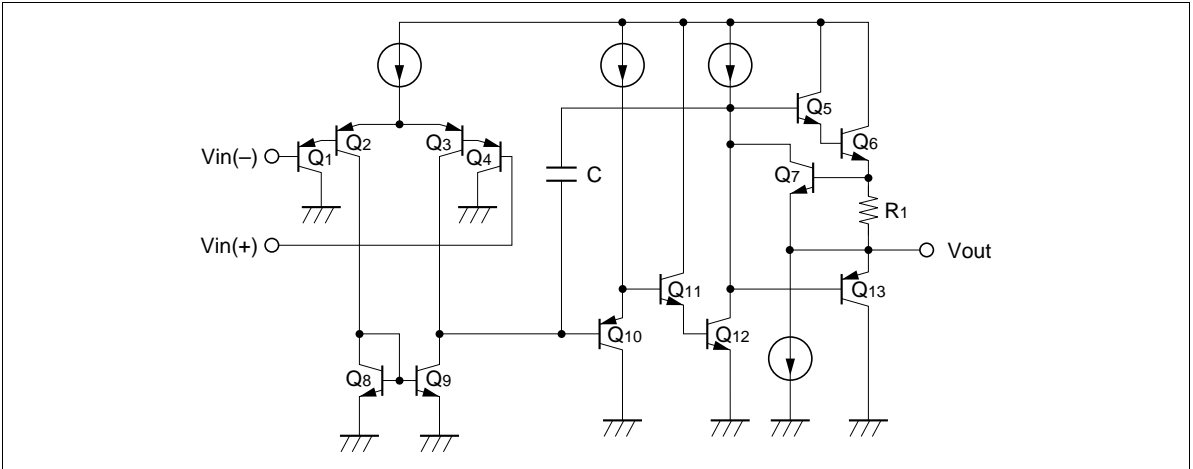 Q5
Q6
Vin(–)
Q1
Q2
Q3
Q4
C
Q7
R1
Vin(+)
Vout
Q11
Q13
Q10
Q12
Q8
Q9